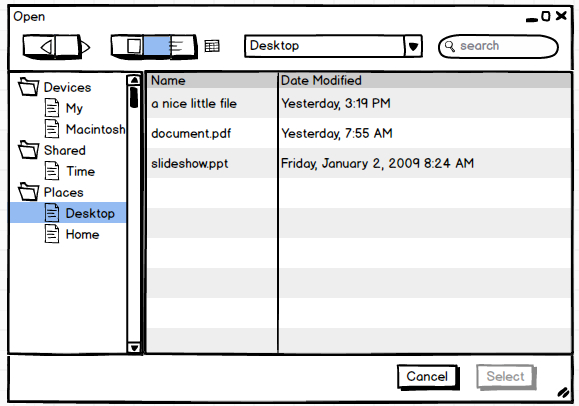 Open
Desktop
search
Devices
My
Macintosh
Shared
Time
Places
Desktop
Home
Name Date Modified
a nice little file Yesterday, 3:19 PM
document.pdf Yesterday, 7:55 AM
slideshow.ppt Friday, January 2, 2009 8:24 AM
Cancel
Select